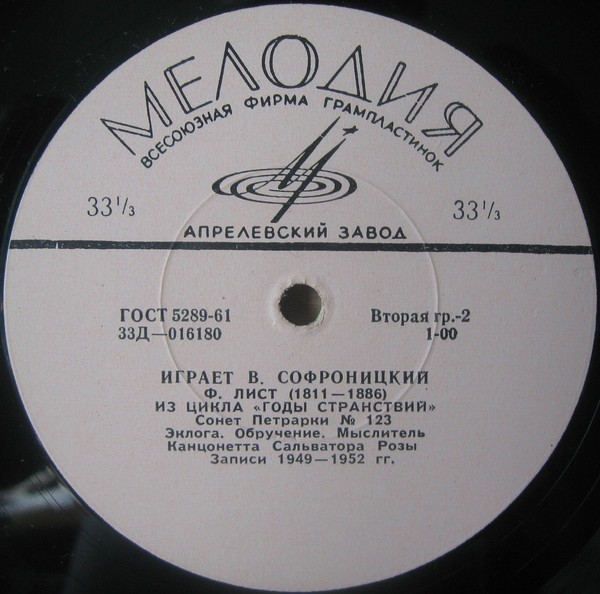 МЕЛОДИЯ
ВСЕСОЮЗНАЯ ФИРМА ГРАМПЛАСТИНОК
33⅓ 33⅓
АПРЕЛЕВСКИЙ ЗАВОД
ГОСТ 5289-61 Вторая гр.-2
33Д—016180 1-00
ИГРАЕТ В. СОФРОНИЦКИЙ
Ф. ЛИСТ (1811—1886)
ИЗ ЦИКЛА «ГОДЫ СТРАНСТВИЙ»
Сонет Петрарки № 123
Эклога. Обручение. Мыслитель
Канцонетта Сальватора Розы
Записи 1949—1952 гг.